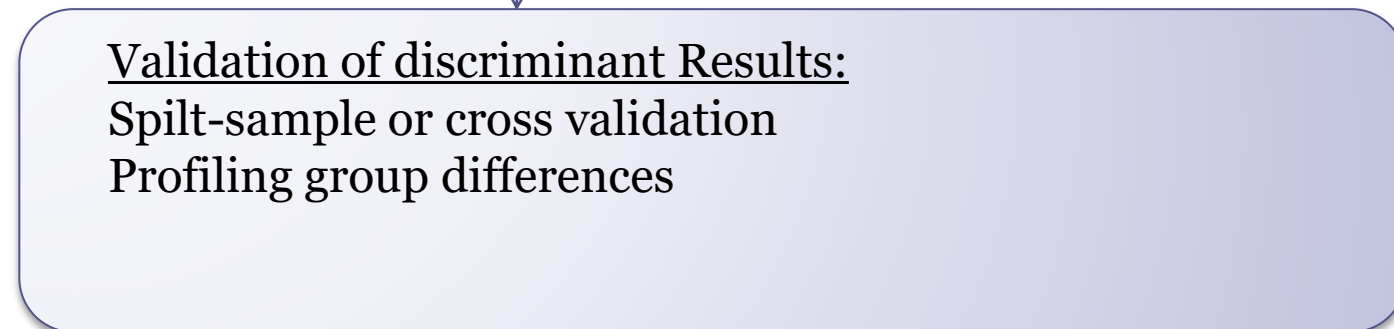 Validation of discriminant Results:
Spilt-sample or cross validation
Profiling group differences